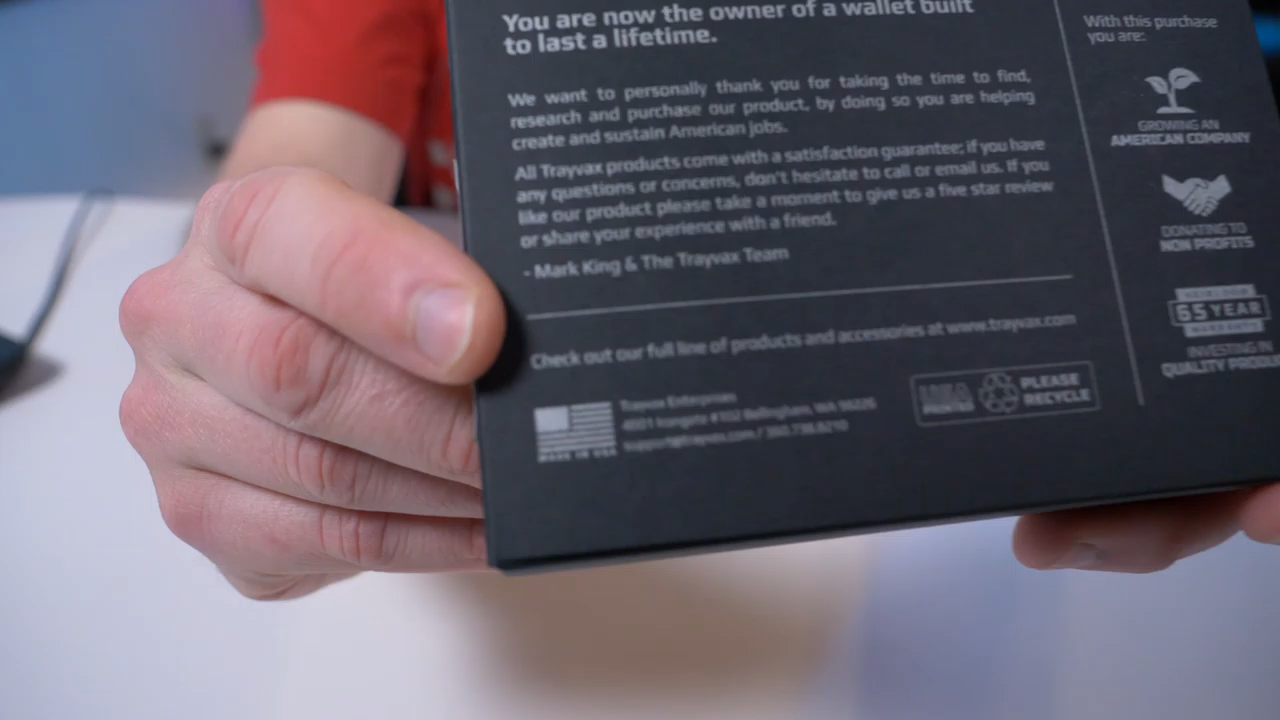 You are now the owner of a wallet built
to last a lifetime.
We want to personally thank you for taking the time to find,
research and purchase our product, by doing so you are helping
create and sustain American jobs.
All Trayvax products come with a satisfaction guarantee; if you have
any questions or concerns, don't hesitate to call or email us. If you
like our product please take a moment to give us a five star review
or share your experience with a friend.
- Mark King & The Trayvax Team
Check out our full line of products and accessories at www.trayvax.com
MADE IN USA
Trayvax Enterprises
Bellingham, WA
PLEASE
RECYCLE
With this purchase
you are:
GROWING AN
AMERICAN COMPANY
DONATING TO
NON PROFITS
65 YEAR
INVESTING IN
QUALITY